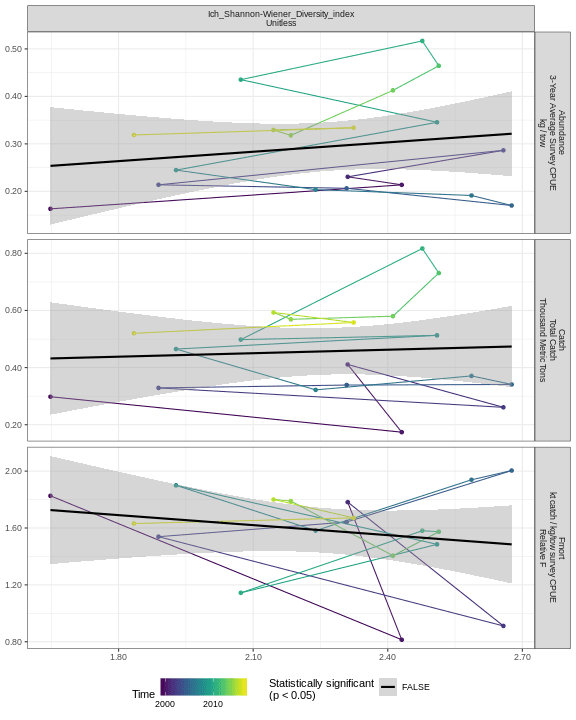 Ich_Shannon-Wiener_Diversity_index
Unitless
0.50
0.40
0.30
0.20
Abundance
3-Year Average Survey CPUE
kg / tow
0.80
0.60
0.40
0.20
Catch
Total Catch
Thousand Metric Tons
2.00
1.60
1.20
0.80
Fmort
kt catch / kg/tow survey CPUE
Relative F
1.80
2.10
2.40
2.70
Time
2000
2010
Statistically significant
(p < 0.05)
FALSE